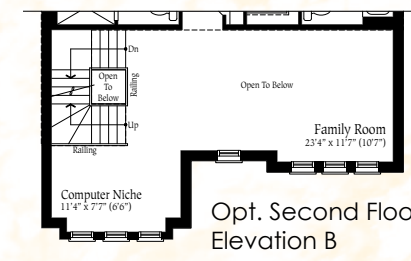 Dn
Open
To
Below
Railing
Open To Below
Up
Railing
Family Room
23'4" x 11'7" (10'7")
Computer Niche
11'4" x 7'7" (6'6")
Opt. Second Floo
Elevation B